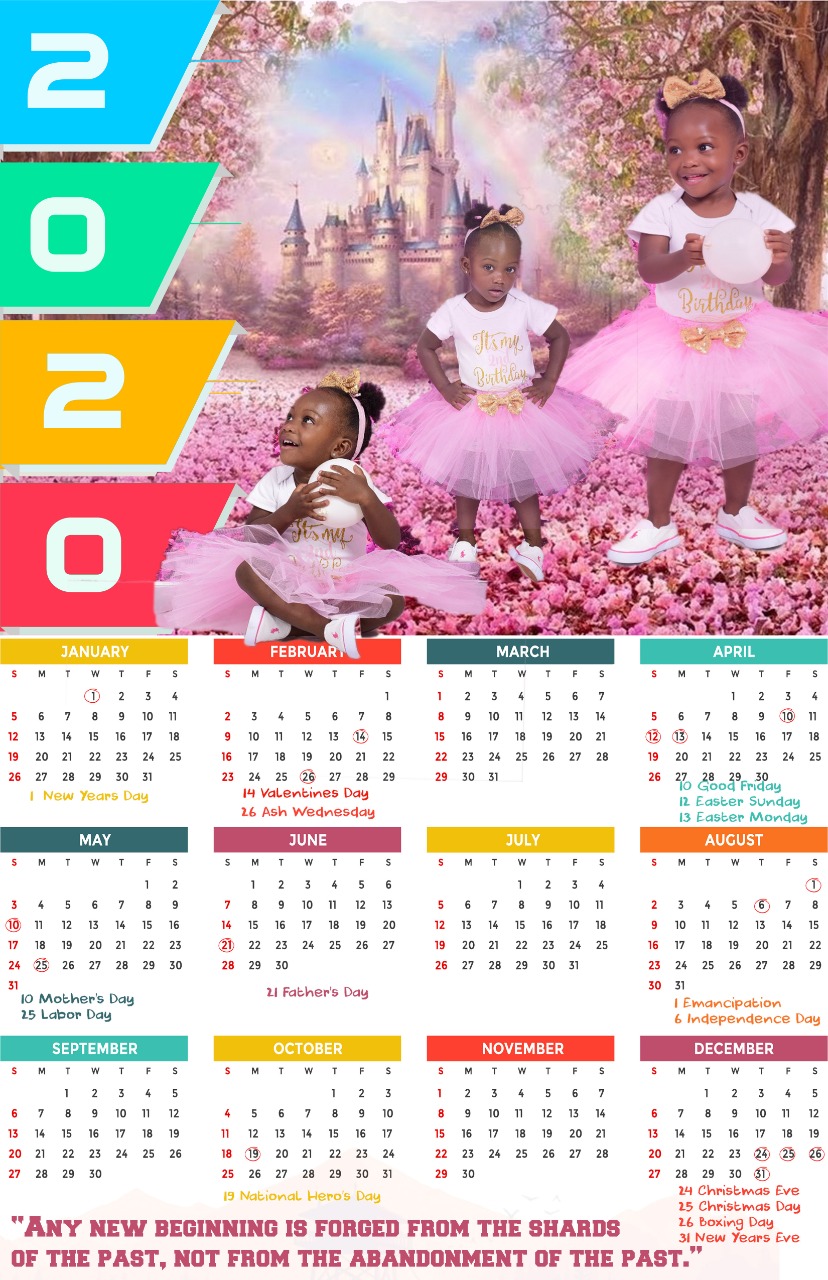 2
0
2
0
Birthday
It's my
2nd
Birthday
It's my
JANUARY
S M T W T F S
1 2 3 4
5 6 7 8 9 10 11
12 13 14 15 16 17 18
19 20 21 22 23 24 25
26 27 28 29 30 31
1 New Years Day
FEBRUARY
S M T W T F S
1
2 3 4 5 6 7 8
9 10 11 12 13 14 15
16 17 18 19 20 21 22
23 24 25 26 27 28 29
14 Valentines Day
26 Ash Wednesday
MARCH
S M T W T F S
1 2 3 4 5 6 7
8 9 10 11 12 13 14
15 16 17 18 19 20 21
22 23 24 25 26 27 28
29 30 31
APRIL
S M T W T F S
1 2 3 4
5 6 7 8 9 10 11
12 13 14 15 16 17 18
19 20 21 22 23 24 25
26 27 28 29 30
10 Good Friday
12 Easter Sunday
13 Easter Monday
MAY
S M T W T F S
1 2
3 4 5 6 7 8 9
10 11 12 13 14 15 16
17 18 19 20 21 22 23
24 25 26 27 28 29 30
31
10 Mother's Day
25 Labor Day
JUNE
S M T W T F S
1 2 3 4 5 6
7 8 9 10 11 12 13
14 15 16 17 18 19 20
21 22 23 24 25 26 27
28 29 30
21 Father's Day
JULY
S M T W T F S
1 2 3 4
5 6 7 8 9 10 11
12 13 14 15 16 17 18
19 20 21 22 23 24 25
26 27 28 29 30 31
AUGUST
S M T W T F S
1
2 3 4 5 6 7 8
9 10 11 12 13 14 15
16 17 18 19 20 21 22
23 24 25 26 27 28 29
30 31
1 Emancipation
6 Independence Day
SEPTEMBER
S M T W T F S
1 2 3 4 5
6 7 8 9 10 11 12
13 14 15 16 17 18 19
20 21 22 23 24 25 26
27 28 29 30
OCTOBER
S M T W T F S
1 2 3
4 5 6 7 8 9 10
11 12 13 14 15 16 17
18 19 20 21 22 23 24
25 26 27 28 29 30 31
19 National Hero's Day
NOVEMBER
S M T W T F S
1 2 3 4 5 6 7
8 9 10 11 12 13 14
15 16 17 18 19 20 21
22 23 24 25 26 27 28
29 30
DECEMBER
S M T W T F S
1 2 3 4 5
6 7 8 9 10 11 12
13 14 15 16 17 18 19
20 21 22 23 24 25 26
27 28 29 30 31
24 Christmas Eve
25 Christmas Day
26 Boxing Day
31 New Years Eve
"ANY NEW BEGINNING IS FORGED FROM THE SHARDS
OF THE PAST, NOT FROM THE ABANDONMENT OF THE PAST."